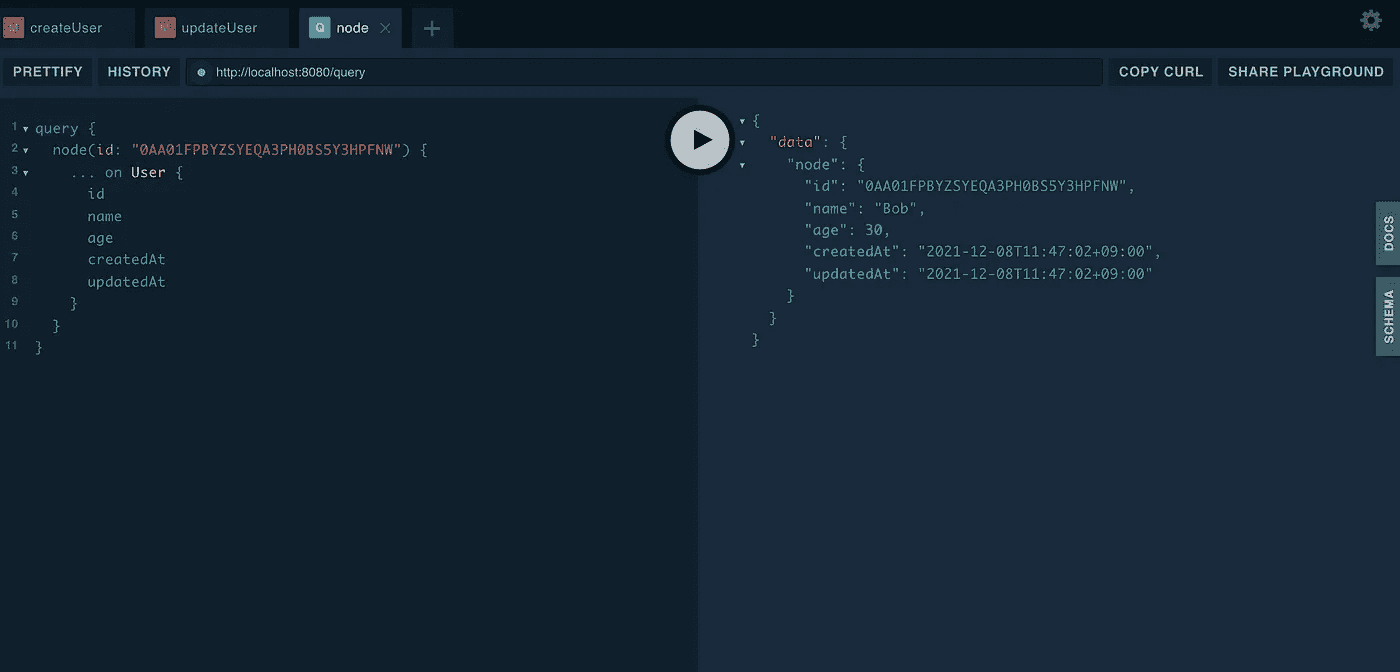 createUser
updateUser
Q node
PRETTIFY HISTORY http://localhost:8080/query COPY CURL SHARE PLAYGROUND
1 query {
2 node(id: "0AA01FPBYZSYEQA3PH0BS5Y3HPFNW") {
3 ... on User {
4 id
5 name
6 age
7 createdAt
8 updatedAt
9 }
10 }
11 }
{
"data": {
"node": {
"id": "0AA01FPBYZSYEQA3PH0BS5Y3HPFNW",
"name": "Bob",
"age": 30,
"createdAt": "2021-12-08T11:47:02+09:00",
"updatedAt": "2021-12-08T11:47:02+09:00"
}
}
}
DOCS
SCHEMA